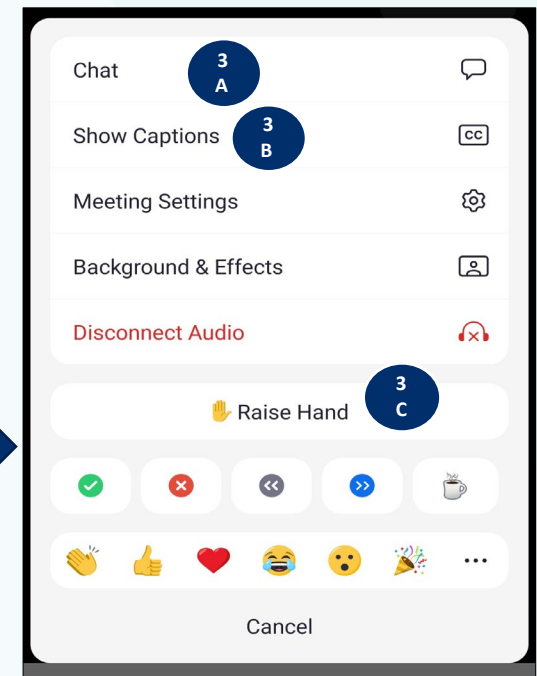 Chat
3
A
Show Captions
3
B
CC
Meeting Settings
Background & Effects
Disconnect Audio
Raise Hand
3
C
Cancel